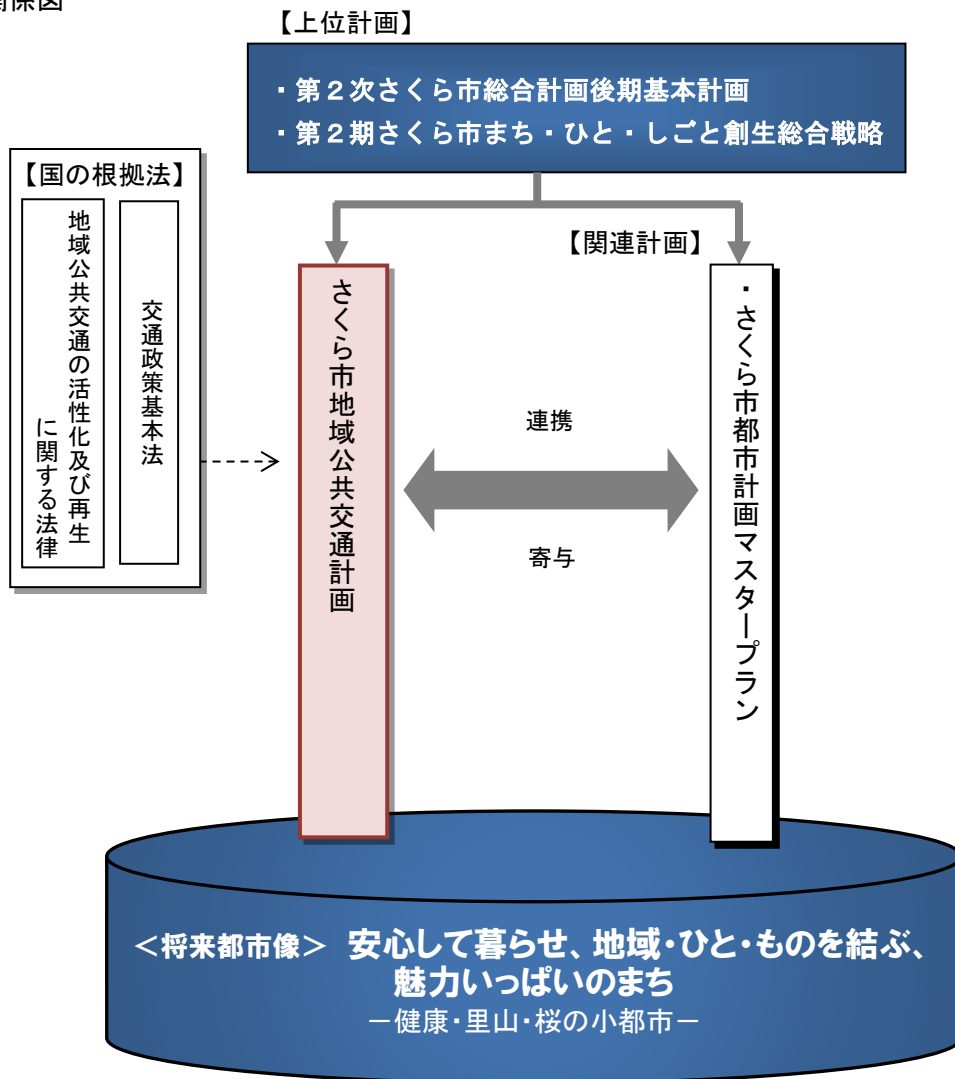 関係図
【上位計画】
・第２次さくら市総合計画後期基本計画
・第２期さくら市まち・ひと・しごと創生総合戦略
【国の根拠法】
交通政策基本法
地域公共交通の活性化及び再生
に関する法律
【関連計画】
さくら市地域公共交通計画
連携
寄与
・さくら市都市計画マスタープラン
＜将来都市像＞ 安心して暮らせ、地域・ひと・ものを結ぶ、
魅力いっぱいのまち
－健康・里山・桜の小都市－